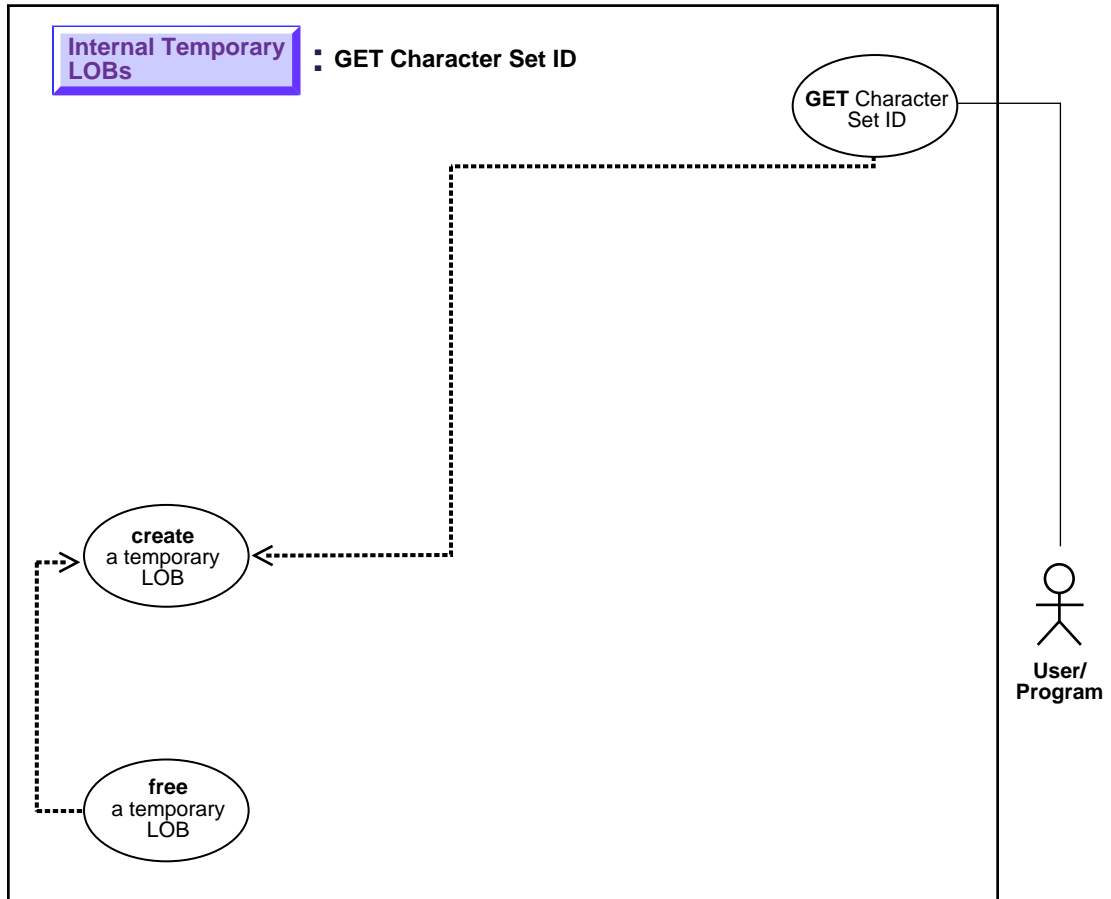 Internal Temporary
LOBs
: GET Character Set ID
GET Character
Set ID
create
a temporary
LOB
User/
Program
free
a temporary
LOB